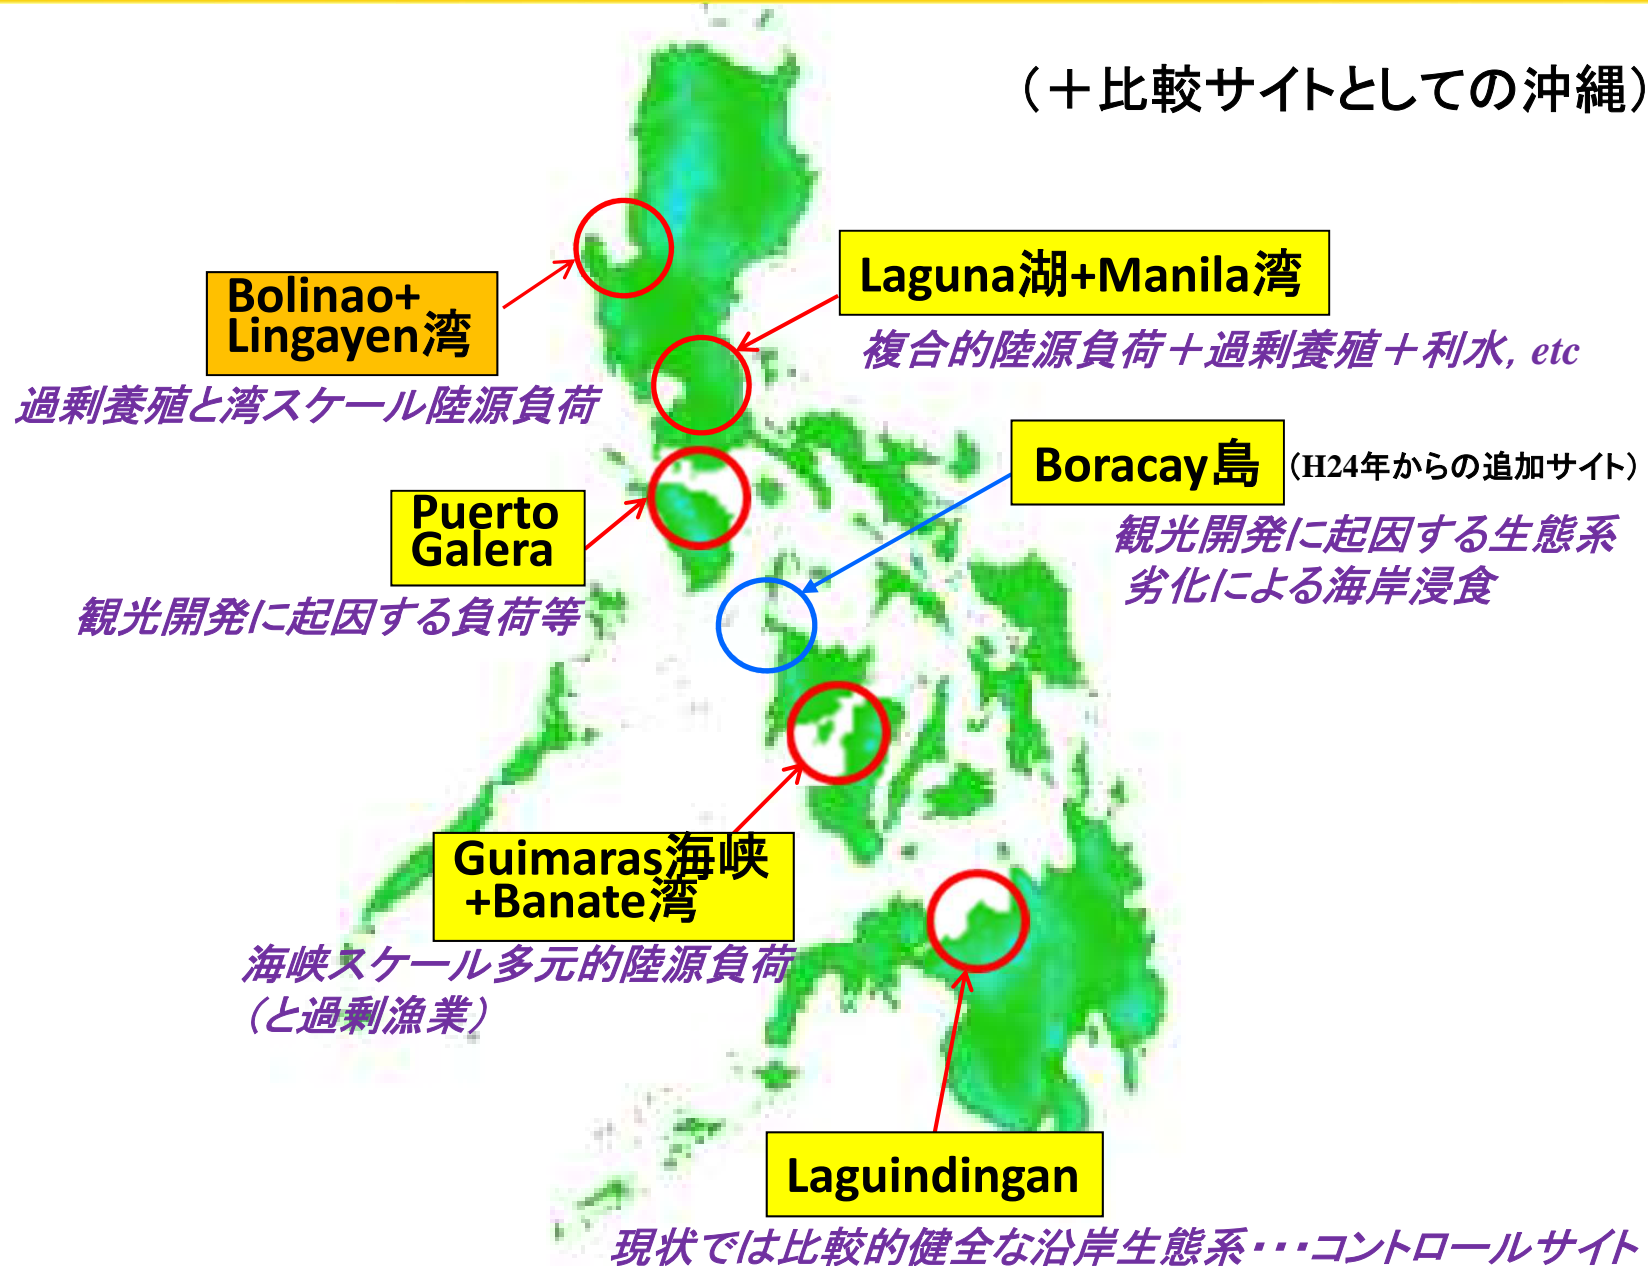 （＋比較サイトとしての沖縄）
Bolinao+
Lingayen湾
過剰養殖と湾スケール陸源負荷
Laguna湖+Manila湾
複合的陸源負荷＋過剰養殖＋利水, etc
Boracay島（H24年からの追加サイト）
観光開発に起因する生態系
劣化による海岸浸食
Puerto
Galera
観光開発に起因する負荷等
Guimaras海峡
+Banate湾
海峡スケール多元的陸源負荷
（と過剰漁業）
Laguindingan
現状では比較的健全な沿岸生態系・・・コントロールサイト